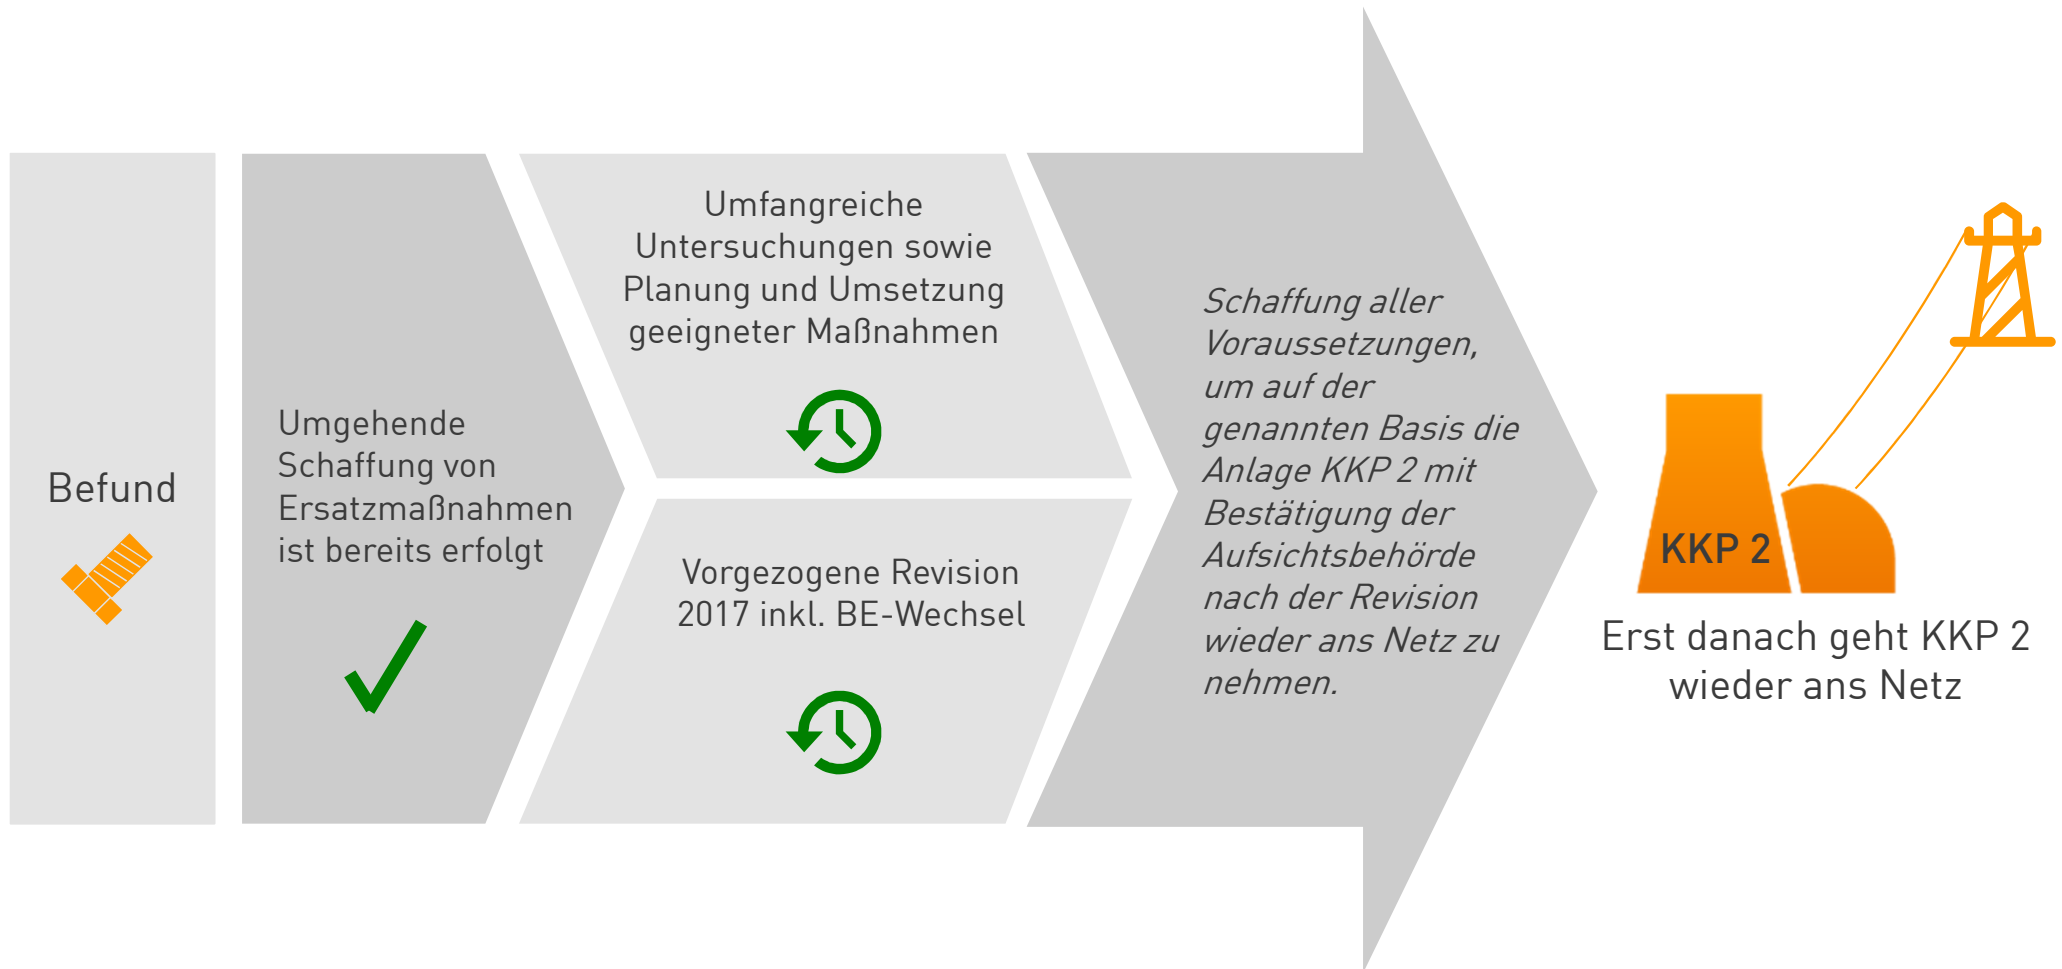 Befund
Umgehende
Schaffung von
Ersatzmaßnahmen
ist bereits erfolgt
Umfangreiche
Untersuchungen sowie
Planung und Umsetzung
geeigneter Maßnahmen
Vorgezogene Revision
2017 inkl. BE-Wechsel
Schaffung aller
Voraussetzungen,
um auf der
genannten Basis die
Anlage KKP 2 mit
Bestätigung der
Aufsichtsbehörde
nach der Revision
wieder ans Netz zu
nehmen.
KKP 2
Erst danach geht KKP 2
wieder ans Netz